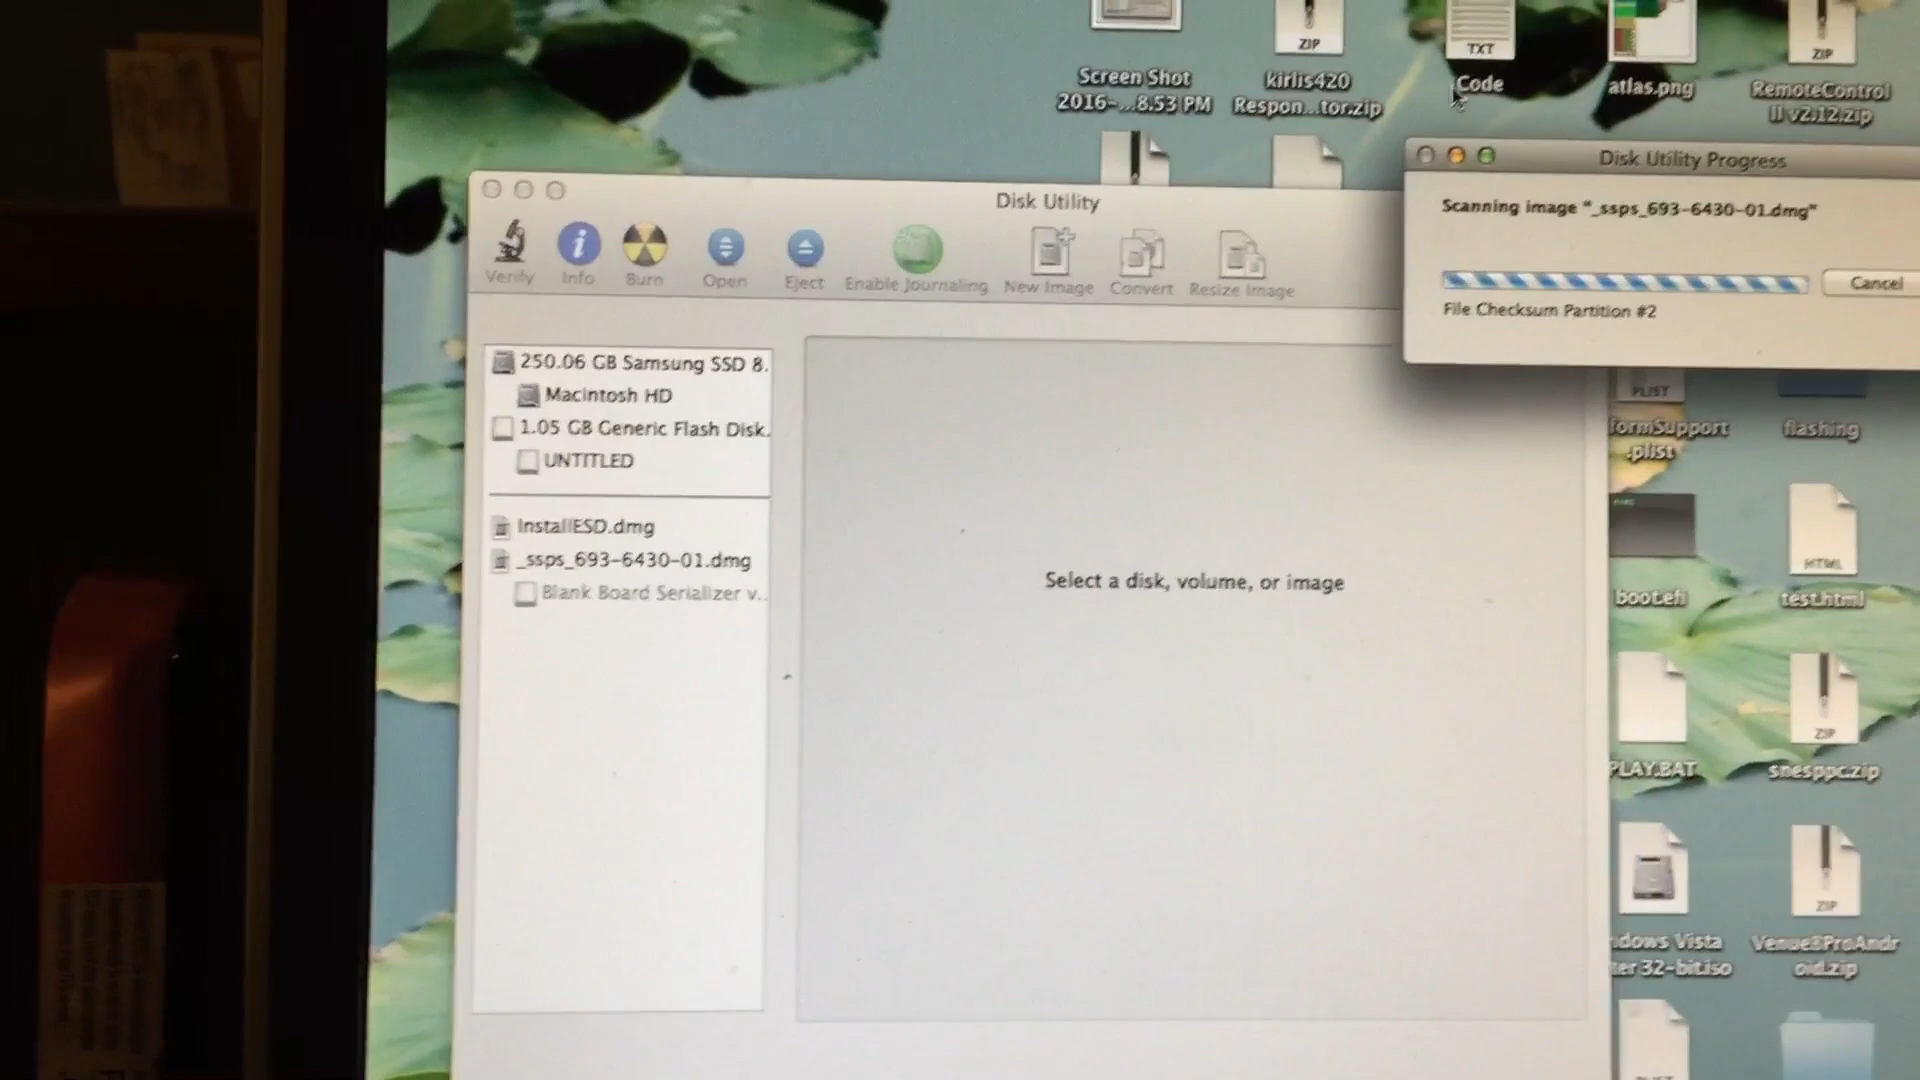 Screen Shot
2016-...8.53 PM
ZIP
kirlis420
Respon...tor.zip
TXT
Code
atlas.png
ZIP
RemoteControl
II v2.12.zip
Disk Utility Progress
Scanning image "_ssps_693-6430-01.dmg"
Cancel
File Checksum Partition #2
Disk Utility
Verify
Info
Burn
Open
Eject
Enable Journaling
New Image
Convert
Resize Image
250.06 GB Samsung SSD 8.
Macintosh HD
1.05 GB Generic Flash Disk.
UNTITLED
InstallESD.dmg
_ssps_693-6430-01.dmg
Blank Board Serializer v..
Select a disk, volume, or image
PLIST
formSupport
.plist
flashing
boot.efi
HTML
test.html
PLAY.BAT
ZIP
snesppc.zip
ndows Vista
ter 32-bit.iso
ZIP
Venue8ProAndr
oid.zip
PLIST